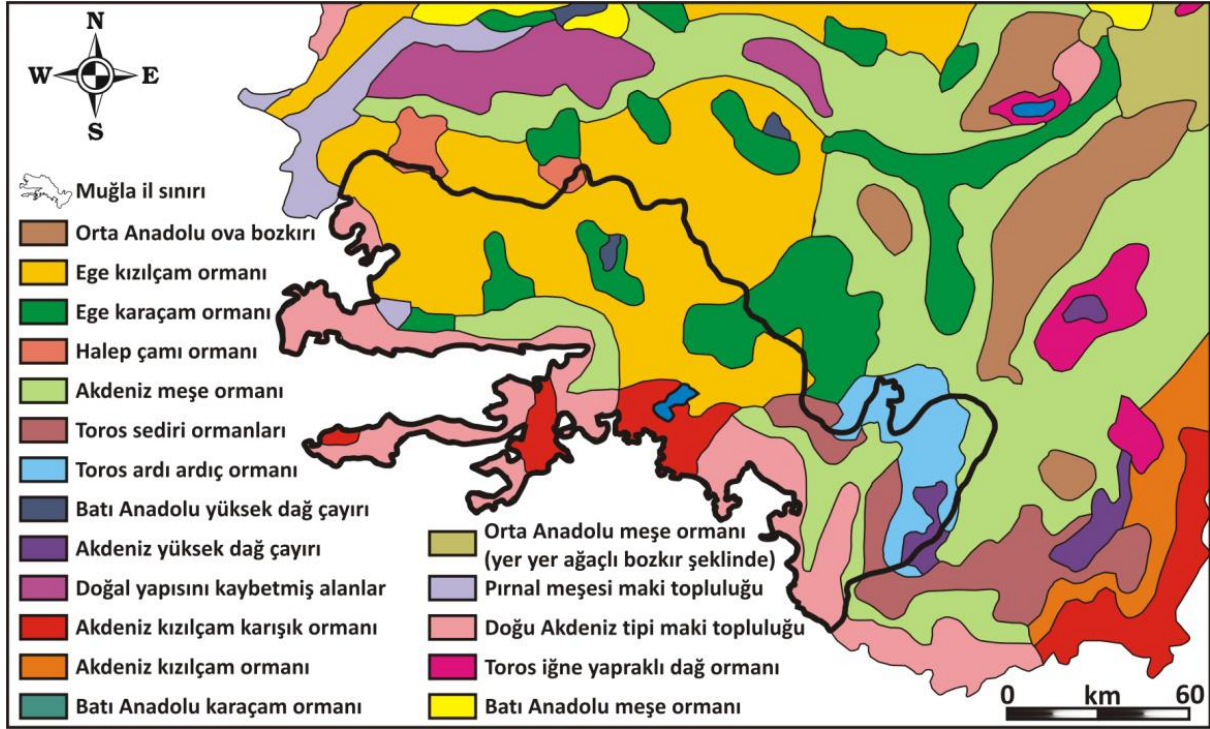 N
W
E
S
Muğla il sınırı
Orta Anadolu ova bozkırı
Ege kızılçam ormanı
Ege karaçam ormanı
Halep çamı ormanı
Akdeniz meşe ormanı
Toros sediri ormanları
Toros ardı ardıç ormanı
Batı Anadolu yüksek dağ çayırı
Akdeniz yüksek dağ çayırı
Doğal yapısını kaybetmiş alanlar
Akdeniz kızılçam karışık ormanı
Akdeniz kızılçam ormanı
Batı Anadolu karaçam ormanı
Orta Anadolu meşe ormanı
(yer yer ağaçlı bozkır şeklinde)
Pırnal meşesi maki topluluğu
Doğu Akdeniz tipi maki topluluğu
Toros iğne yapraklı dağ ormanı
Batı Anadolu meşe ormanı
0 km 60